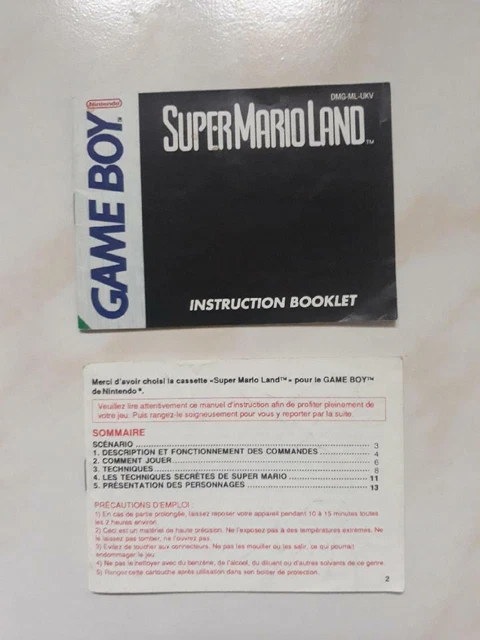 Nintendo
GAME BOY™
DMG-ML-UKV
SUPER MARIO LAND™
INSTRUCTION BOOKLET
Merci d'avoir choisi la cassette «Super Mario Land™» pour le GAME BOY™
de Nintendo®.
Veuillez lire attentivement ce manuel d'instruction afin de profiter pleinement de
votre jeu. Puis rangez-le soigneusement pour vous y reporter par la suite.
SOMMAIRE
SCÉNARIO ........ 3
1. DESCRIPTION ET FONCTIONNEMENT DES COMMANDES ........ 4
2. COMMENT JOUER ........ 6
3. TECHNIQUES ........ 8
4. LES TECHNIQUES SECRÈTES DE SUPER MARIO ........ 11
5. PRÉSENTATION DES PERSONNAGES ........ 13
PRÉCAUTIONS D'EMPLOI :
1) En cas de partie prolongée, laissez reposer votre appareil pendant 10 à 15 minutes toutes
les 2 heures environ.
2) Ceci est un matériel de haute précision. Ne l'exposez pas à des températures extrêmes. Ne
le laissez pas tomber, ne l'ouvrez pas.
3) Évitez de toucher aux connecteurs. Ne pas les mouiller ou les salir, ce qui pourrait
endommager le jeu.
4) Ne pas le nettoyer avec du benzène, de l'alcool, du diluant ou d'autres solvants de ce genre.
5) Ranger cette cartouche après utilisation dans son boîtier de protection.
2